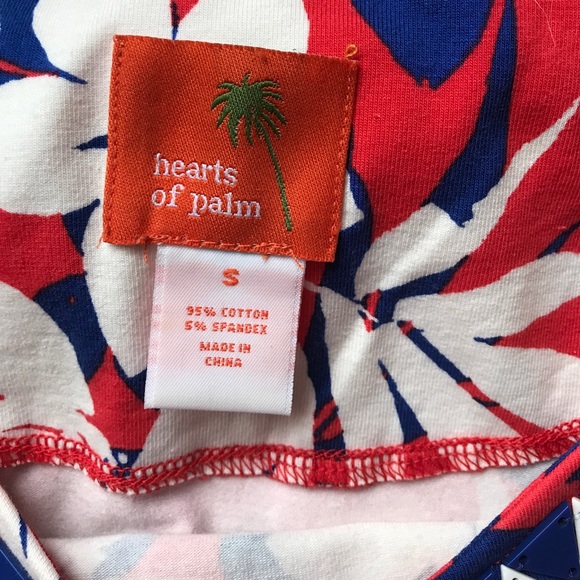 hearts
of palm
S
95% COTTON
5% SPANDEX
MADE IN
CHINA